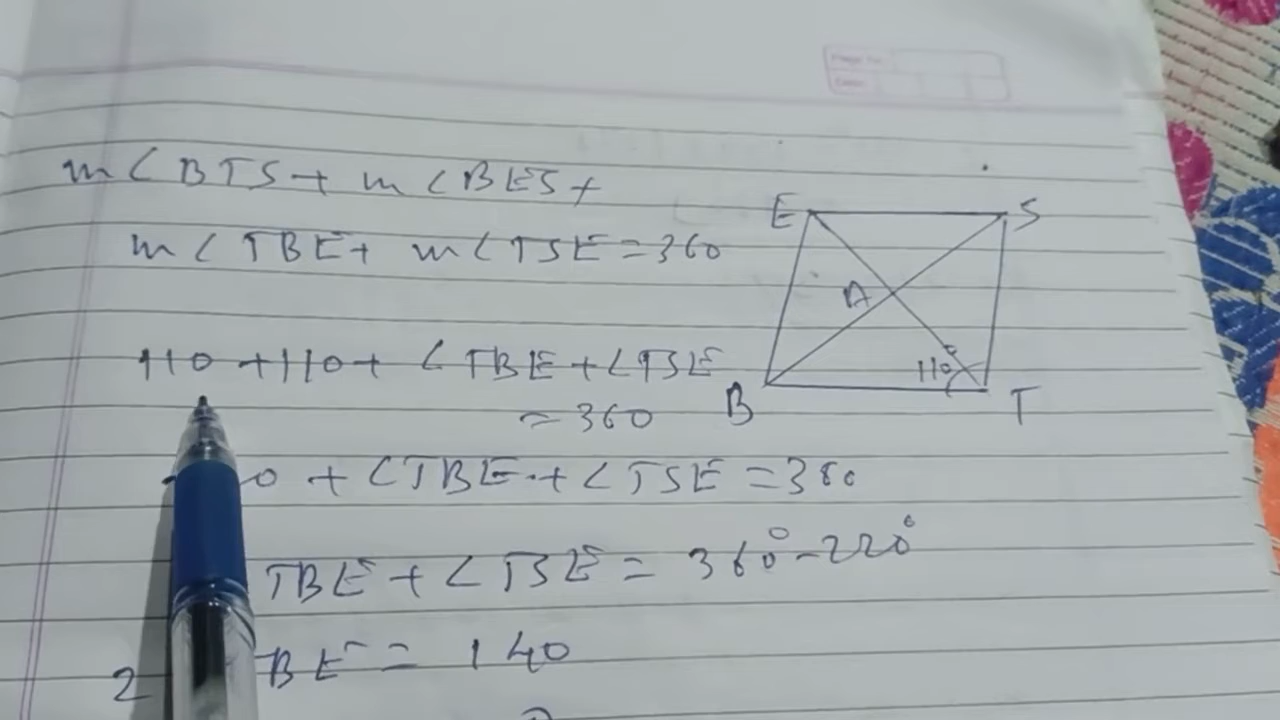 m∠BTS + m∠BES +
m∠TBE + m∠TSE = 360
110 + 110 + ∠TBE + ∠TSE
= 360
0 + ∠TBE + ∠TSE = 360
TBE + ∠TSE = 360° - 220°
2 BE = 140
E S
A
110
B T